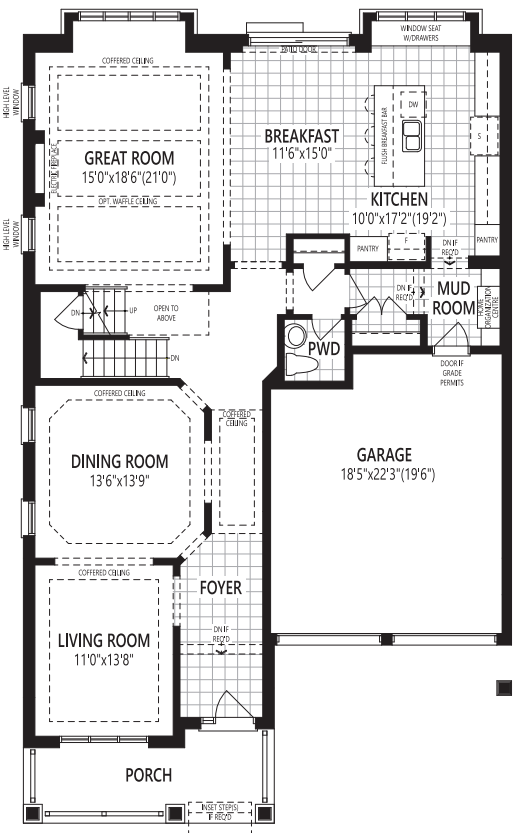 WINDOW SEAT
W/DRAWERS
PATIO DOOR
COFFERED CEILING
HIGH LEVEL
WINDOW
DW
BREAKFAST
11'6"x15'0"
FLUSH BREAKFAST BAR
S
GREAT ROOM
15'0"x18'6"(21'0")
ELECTRIC FIREPLACE
OPT. WAFFLE CEILING
KITCHEN
10'0"x17'2"(19'2")
HIGH LEVEL
WINDOW
PANTRY
F
DN IF
REQ'D
PANTRY
DN IF
REQ'D
MUD
ROOM
HOME
ORGANIZATION
CENTRE
DN
UP
OPEN TO
ABOVE
PWD
DN
DOOR IF
GRADE
PERMITS
COFFERED CEILING
COFFERED
CEILING
DINING ROOM
13'6"x13'9"
GARAGE
18'5"x22'3"(19'6")
COFFERED CEILING
FOYER
LIVING ROOM
11'0"x13'8"
DN IF
REQ'D
PORCH
INSET STEP(S)
IF REQ'D